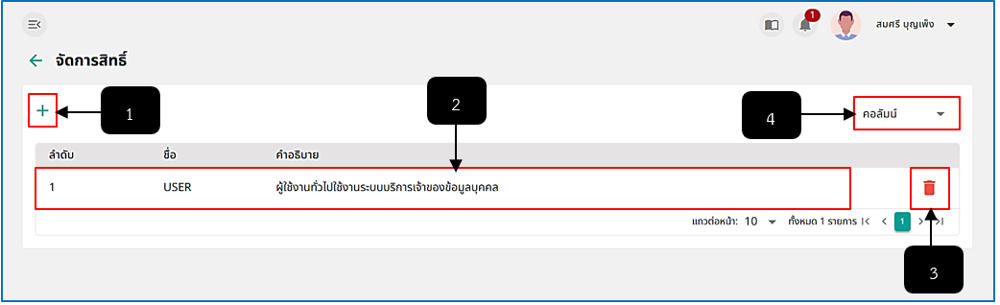 1
สมศรี บุญเพ็ง
จัดการสิทธิ์
1
2
4
คอลัมน์
ลำดับ ชื่อ คำอธิบาย
1 USER ผู้ใช้งานทั่วไปใช้งานระบบบริการเจ้าของข้อมูลบุคคล
แถวต่อหน้า: 10 ทั้งหมด 1 รายการ 1
3